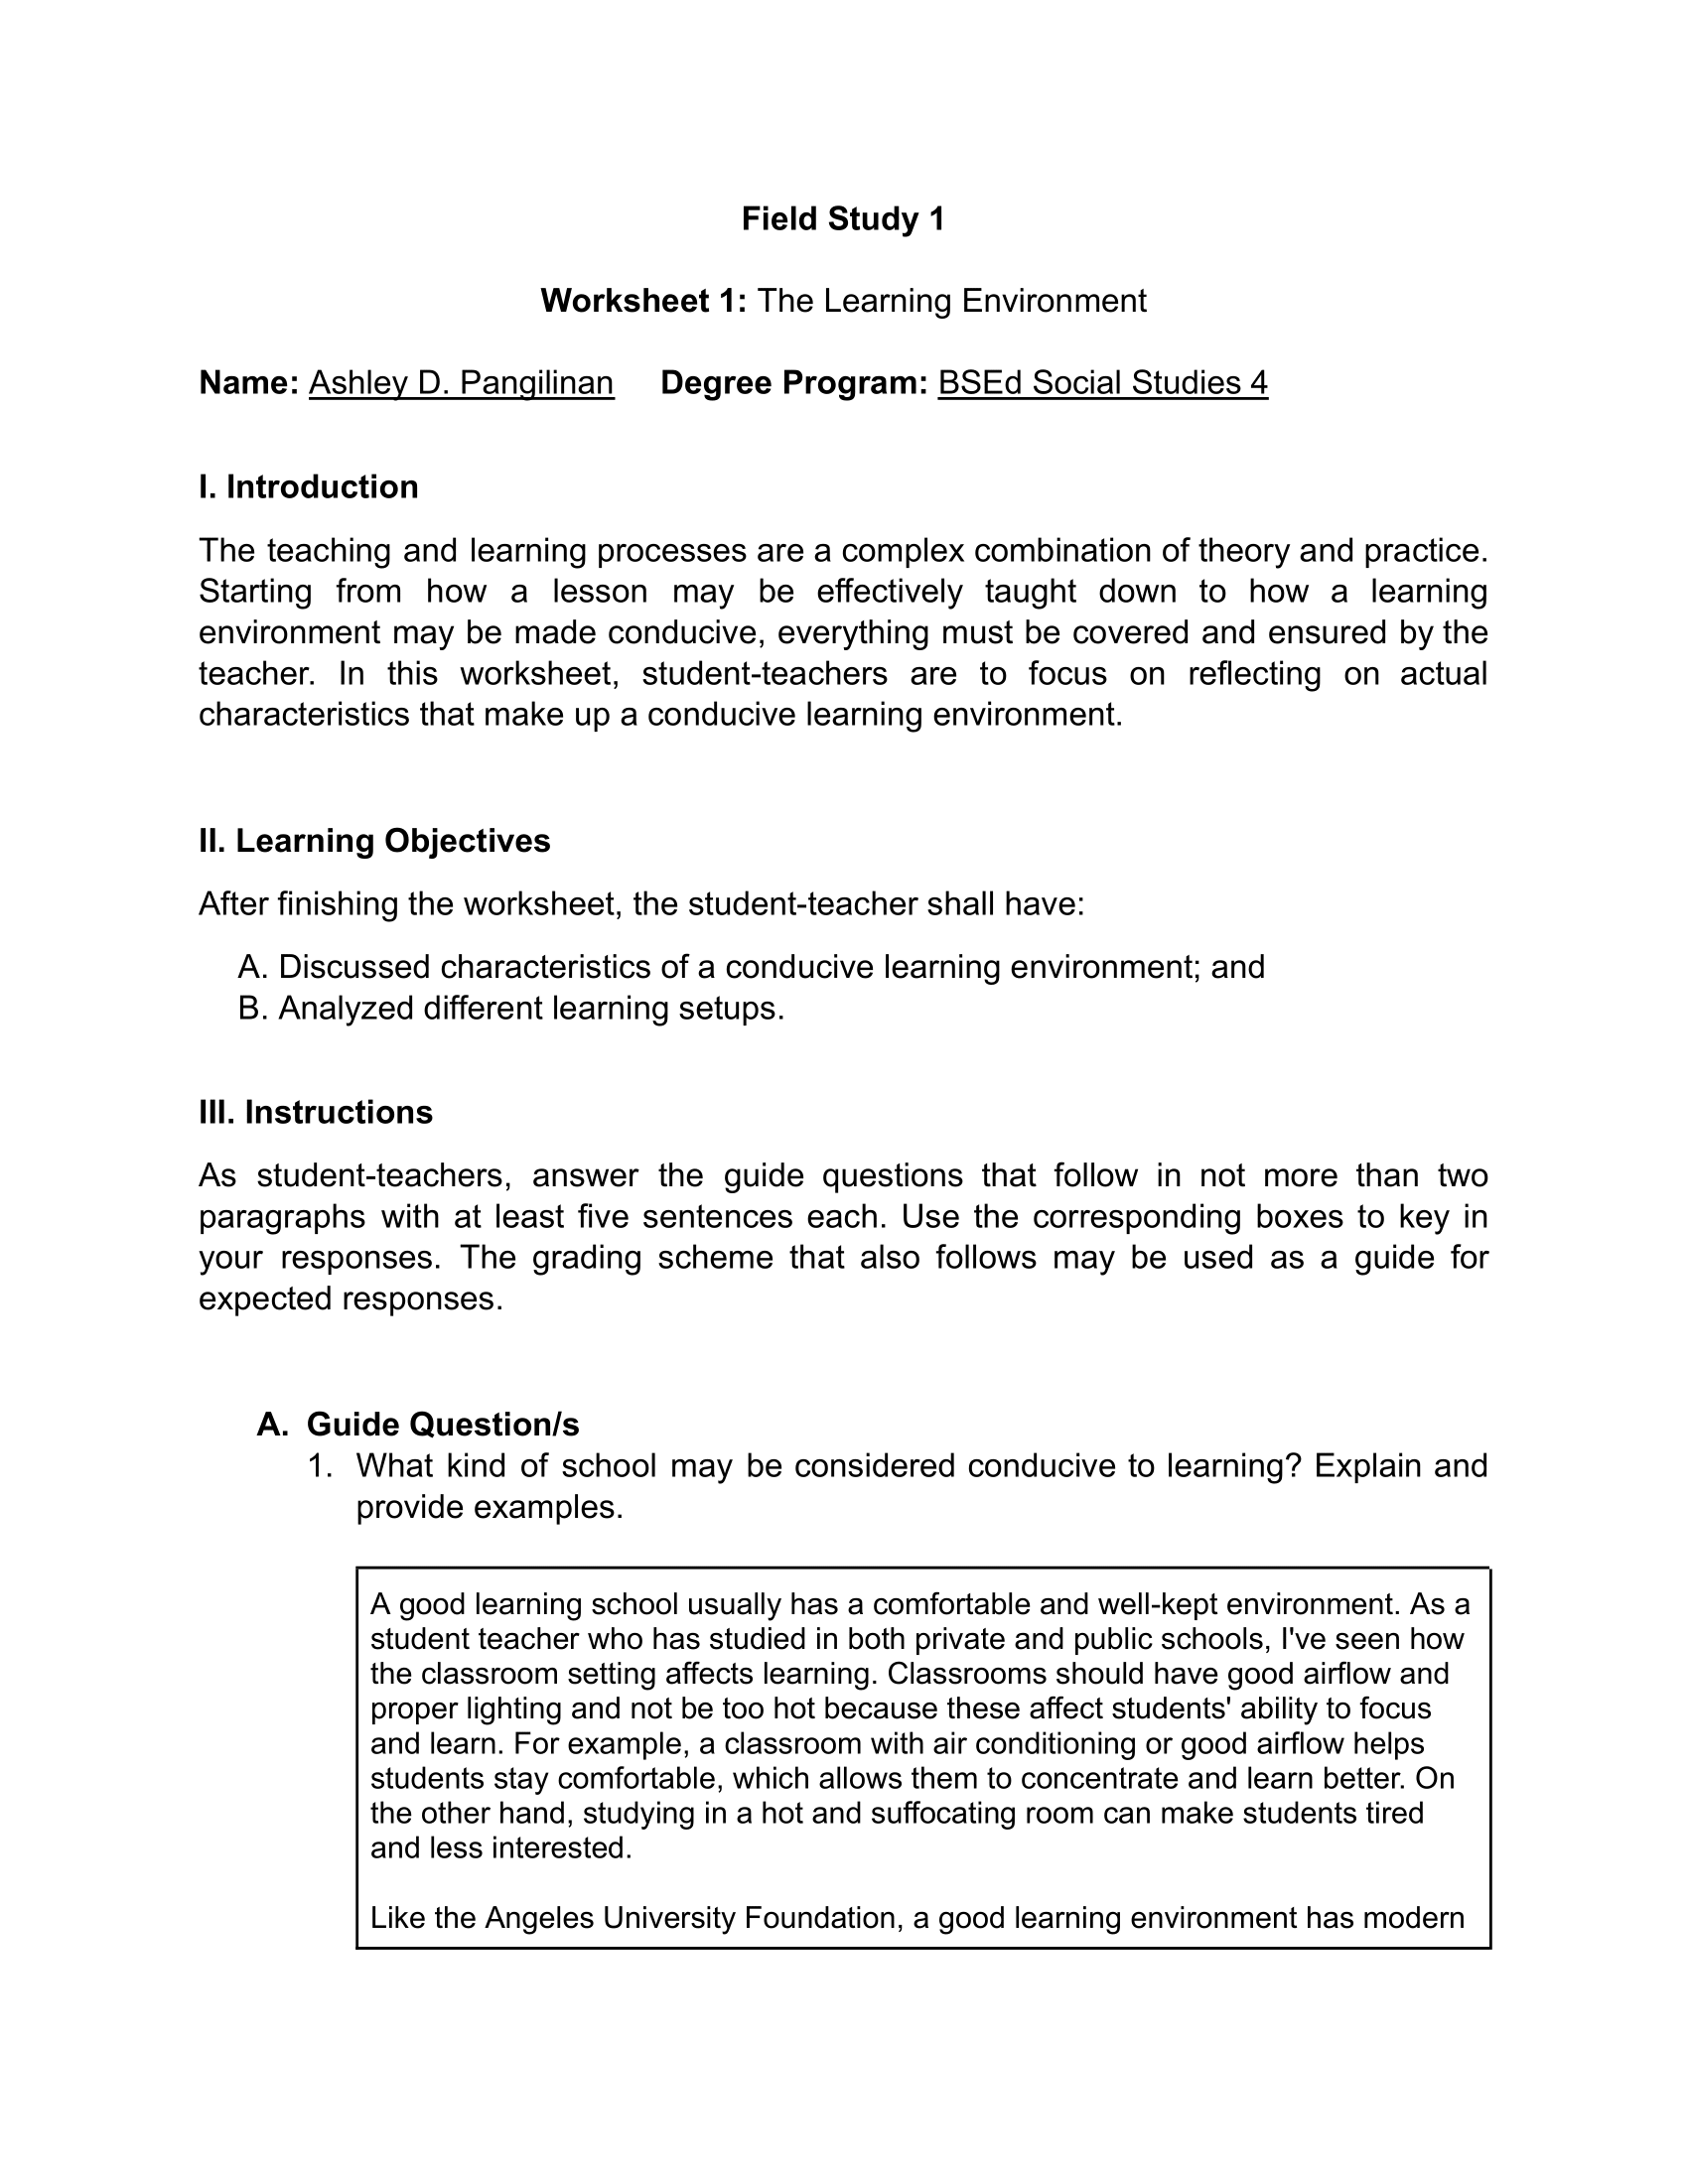 Field Study 1
Worksheet 1: The Learning Environment
Name: Ashley D. Pangilinan Degree Program: BSEd Social Studies 4
I. Introduction
The teaching and learning processes are a complex combination of theory and practice.
Starting from how a lesson may be effectively taught down to how a learning
environment may be made conducive, everything must be covered and ensured by the
teacher. In this worksheet, student-teachers are to focus on reflecting on actual
characteristics that make up a conducive learning environment.
II. Learning Objectives
After finishing the worksheet, the student-teacher shall have:
A. Discussed characteristics of a conducive learning environment; and
B. Analyzed different learning setups.
III. Instructions
As student-teachers, answer the guide questions that follow in not more than two
paragraphs with at least five sentences each. Use the corresponding boxes to key in
your responses. The grading scheme that also follows may be used as a guide for
expected responses.
A. Guide Question/s
1. What kind of school may be considered conducive to learning? Explain and
provide examples.
A good learning school usually has a comfortable and well-kept environment. As a
student teacher who has studied in both private and public schools, I've seen how
the classroom setting affects learning. Classrooms should have good airflow and
proper lighting and not be too hot because these affect students' ability to focus
and learn. For example, a classroom with air conditioning or good airflow helps
students stay comfortable, which allows them to concentrate and learn better. On
the other hand, studying in a hot and suffocating room can make students tired
and less interested.
Like the Angeles University Foundation, a good learning environment has modern